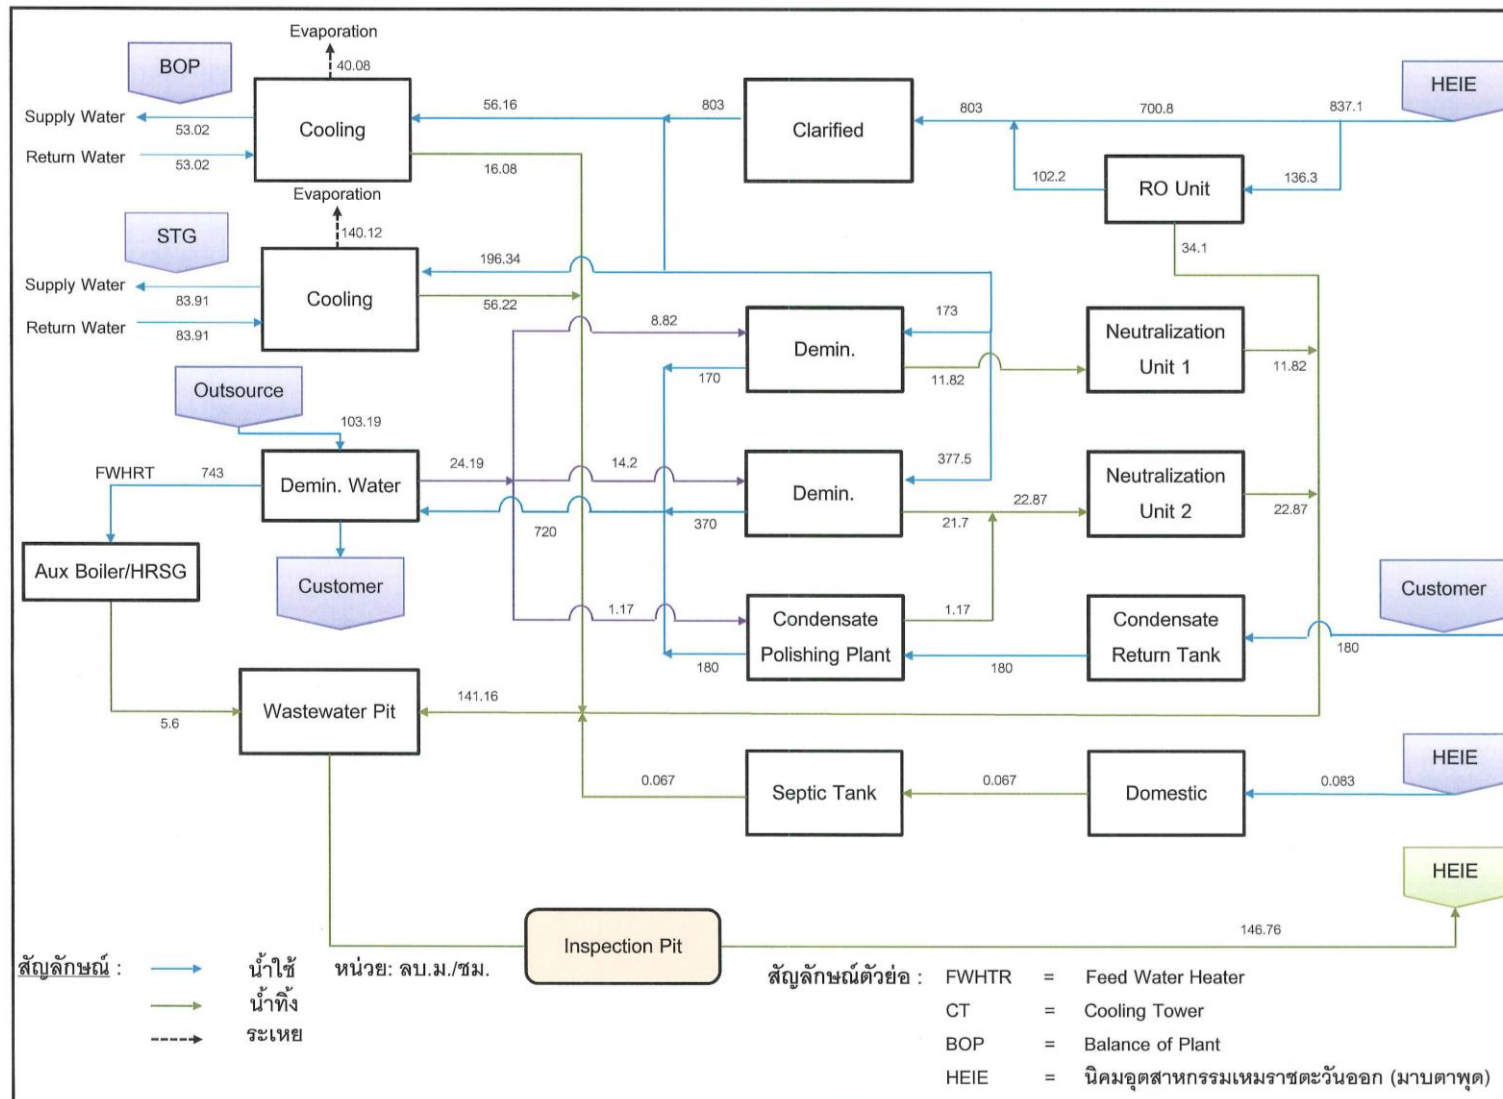 Evaporation
BOP
40.08
HEIE
Supply Water
53.02
Cooling
56.16
803
Clarified
803
700.8
837.1
Return Water
53.02
16.08
102.2
RO Unit
136.3
Evaporation
STG
140.12
34.1
196.34
Supply Water
83.91
Cooling
56.22
Return Water
83.91
8.82
Demin.
173
Neutralization
Unit 1
170
11.82
11.82
Outsource
103.19
FWHRT
743
Demin. Water
24.19
14.2
Demin.
377.5
Neutralization
Unit 2
22.87
22.87
720
370
21.7
Aux Boiler/HRSG
Customer
1.17
Condensate
Polishing Plant
1.17
Condensate
Return Tank
Customer
180
180
180
Wastewater Pit
141.16
5.6
0.067
Septic Tank
0.067
Domestic
0.083
HEIE
HEIE
Inspection Pit
146.76
สัญลักษณ์ :
น้ำใช้
หน่วย: ลบ.ม./ชม.
น้ำทิ้ง
ระเหย
สัญลักษณ์ตัวย่อ :
FWHTR = Feed Water Heater
CT = Cooling Tower
BOP = Balance of Plant
HEIE = นิคมอุตสาหกรรมเหมราชตะวันออก (มาบตาพุด)